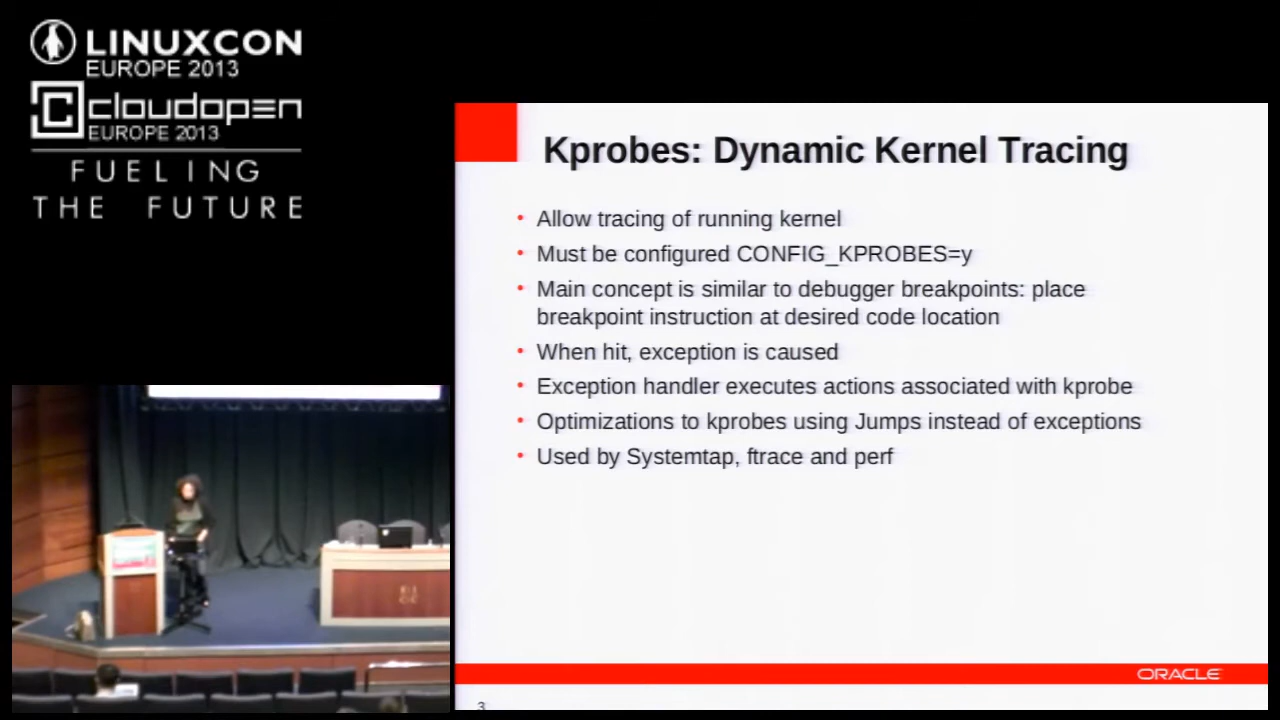 LINUXCON
EUROPE 2013
cloudopen
EUROPE 2013
FUELING
THE FUTURE
Kprobes: Dynamic Kernel Tracing
• Allow tracing of running kernel
• Must be configured CONFIG_KPROBES=y
• Main concept is similar to debugger breakpoints: place
breakpoint instruction at desired code location
• When hit, exception is caused
• Exception handler executes actions associated with kprobe
• Optimizations to kprobes using Jumps instead of exceptions
• Used by Systemtap, ftrace and perf
ORACLE
3